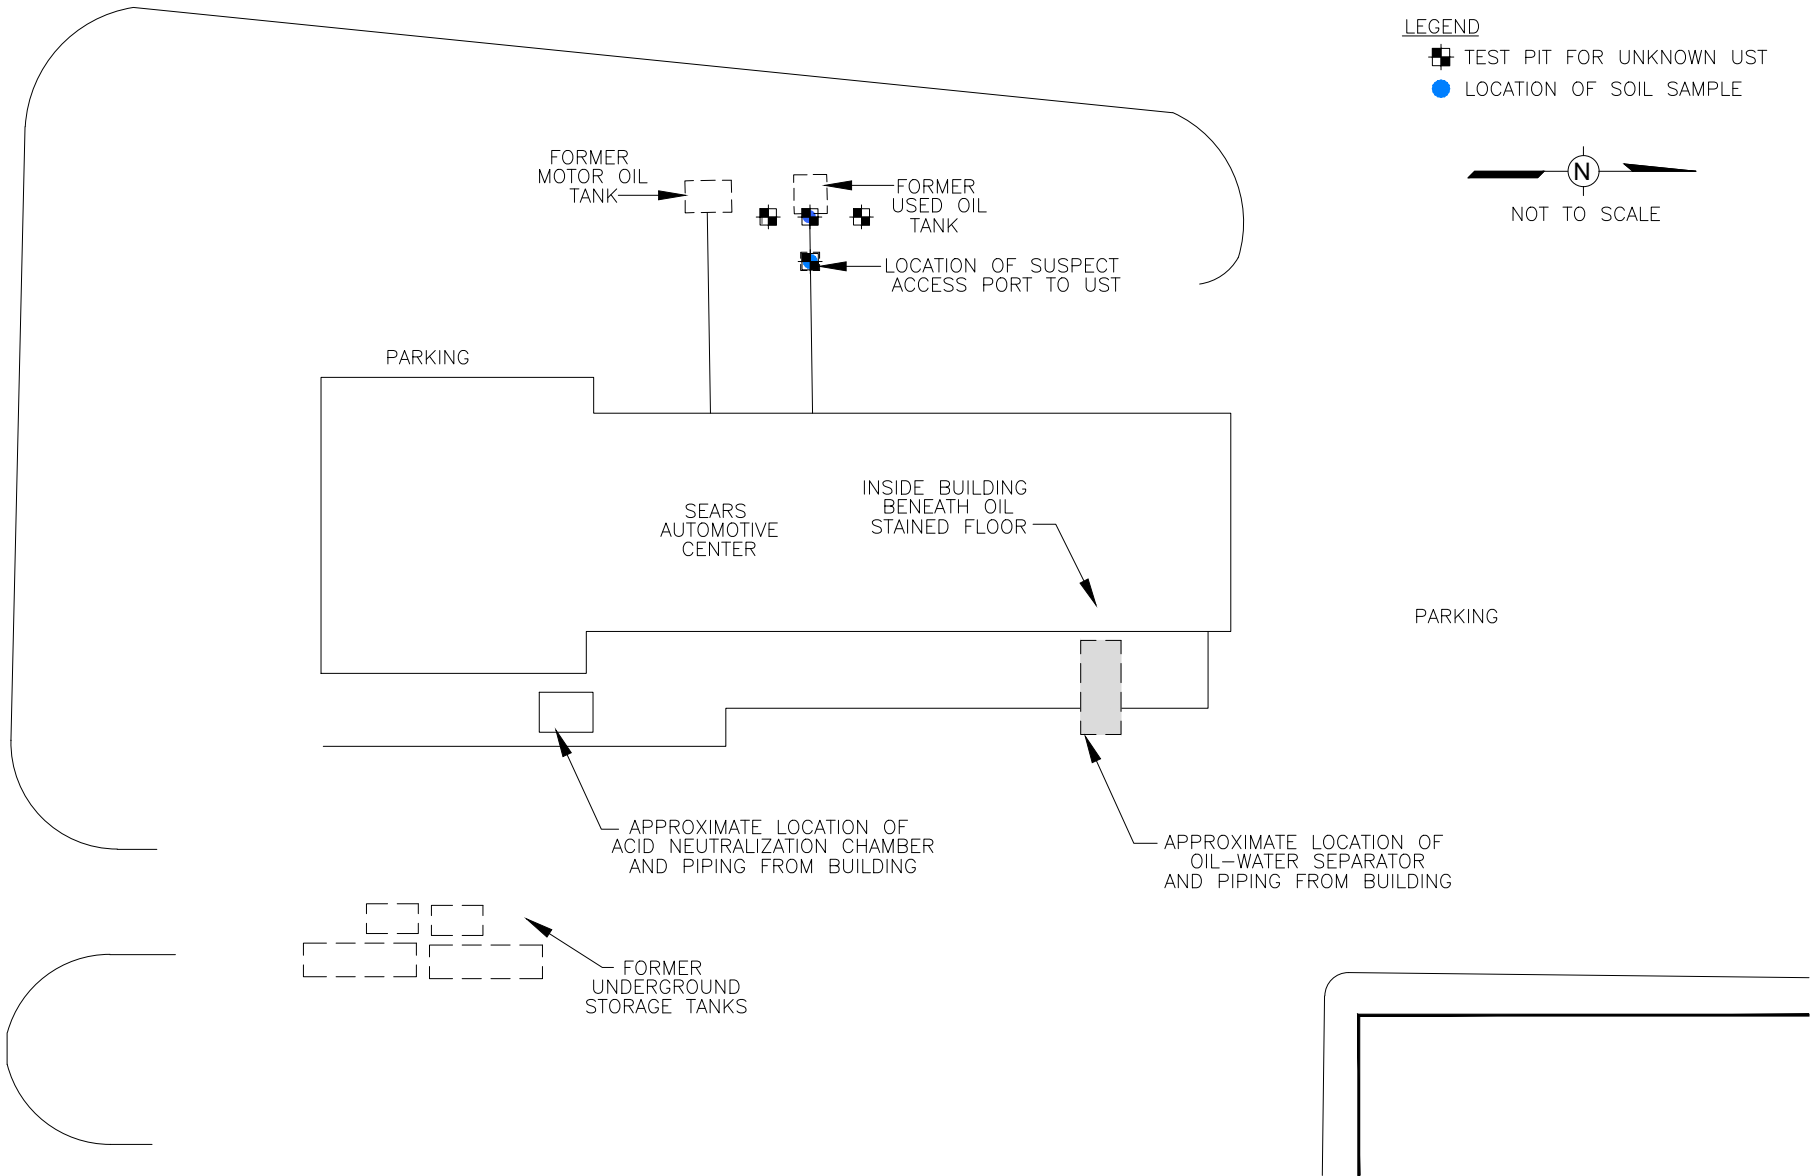 LEGEND
TEST PIT FOR UNKNOWN UST
LOCATION OF SOIL SAMPLE
N
NOT TO SCALE
FORMER
MOTOR OIL
TANK
FORMER
USED OIL
TANK
LOCATION OF SUSPECT
ACCESS PORT TO UST
PARKING
SEARS
AUTOMOTIVE
CENTER
INSIDE BUILDING
BENEATH OIL
STAINED FLOOR
PARKING
APPROXIMATE LOCATION OF
ACID NEUTRALIZATION CHAMBER
AND PIPING FROM BUILDING
APPROXIMATE LOCATION OF
OIL-WATER SEPARATOR
AND PIPING FROM BUILDING
FORMER
UNDERGROUND
STORAGE TANKS